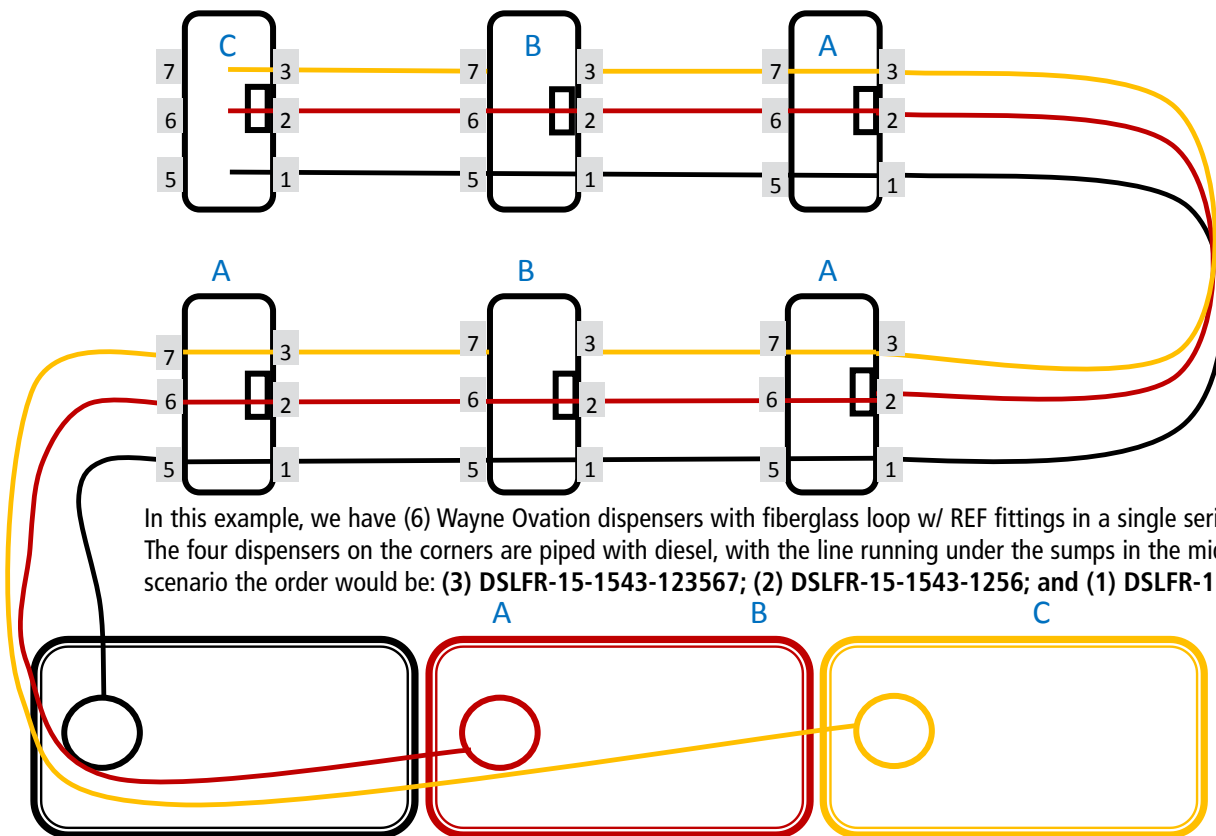 C B A
7 3 7 3 7 3
6 2 6 2 6 2
5 1 5 1 5 1
A B A
7 3 7 3 7 3
6 2 6 2 6 2
5 1 5 1 5 1
In this example, we have (6) Wayne Ovation dispensers with fiberglass loop w/ REF fittings in a single seri
The four dispensers on the corners are piped with diesel, with the line running under the sumps in the mid
scenario the order would be: (3) DSLFR-15-1543-123567; (2) DSLFR-15-1543-1256; and (1) DSLFR-1
A B C